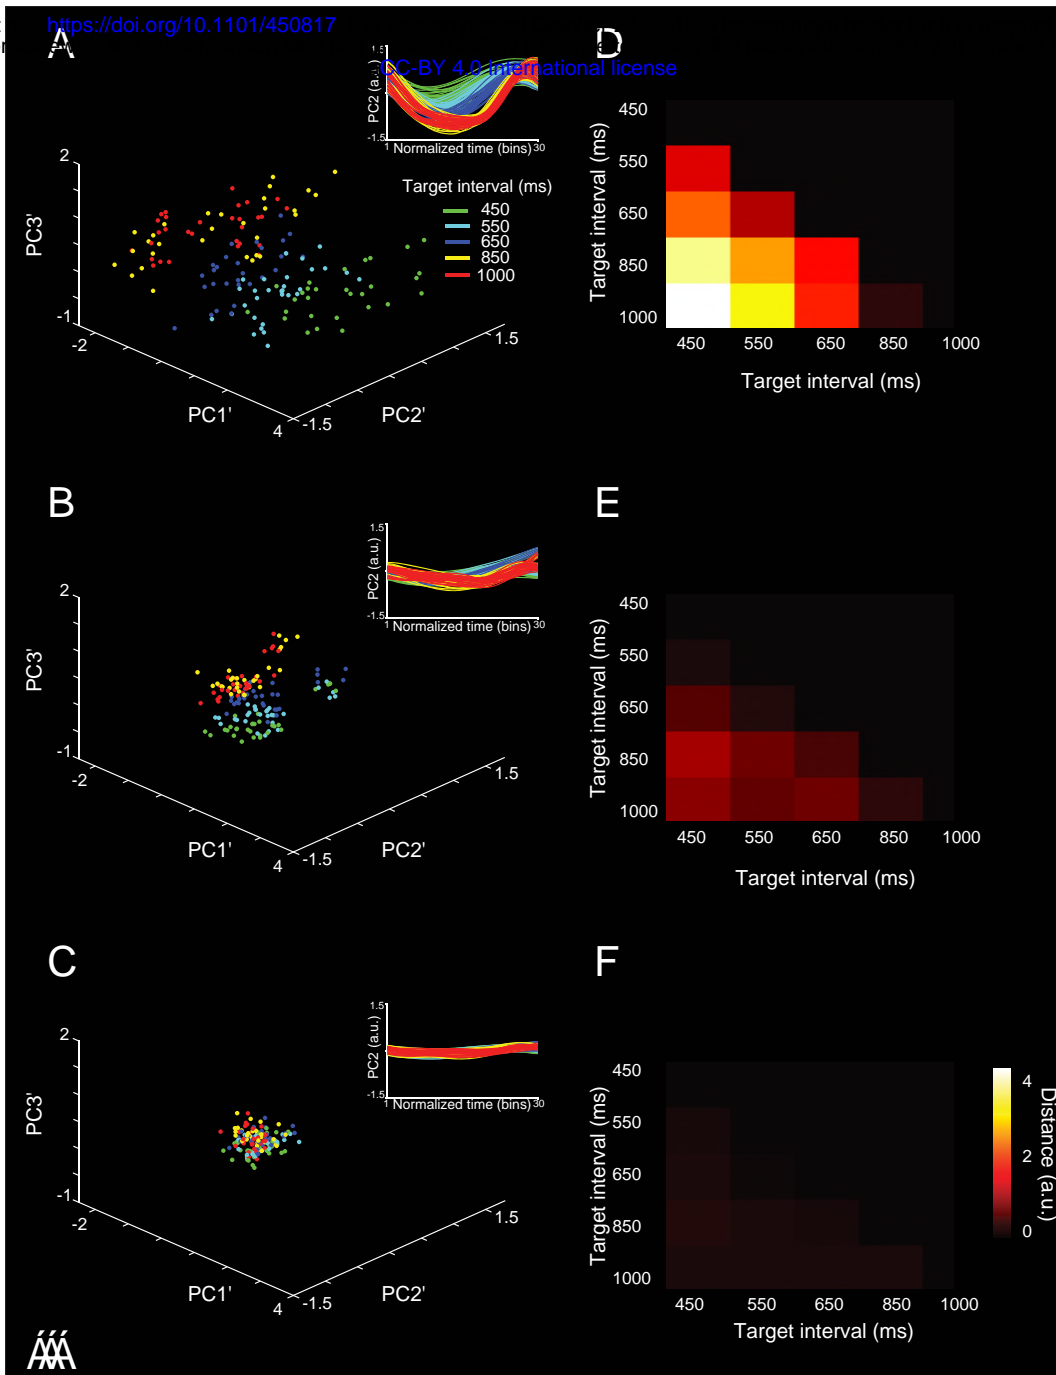 https://doi.org/10.1101/450817
CC-BY 4.0 International license
A
1.5
PC2 (a.u.)
-1.5
1 Normalized time (bins) 30
Target interval (ms)
450
550
650
850
1000
2
PC3'
-1
-2
PC1'
4
-1.5
PC2'
1.5
D
Target interval (ms)
450
550
650
850
1000
450 550 650 850 1000
Target interval (ms)
B
1.5
PC2 (a.u.)
-1.5
1 Normalized time (bins) 30
2
PC3'
-1
-2
PC1'
4
-1.5
PC2'
1.5
E
Target interval (ms)
450
550
650
850
1000
450 550 650 850 1000
Target interval (ms)
C
1.5
PC2 (a.u.)
-1.5
1 Normalized time (bins) 30
2
PC3'
-1
-2
PC1'
4
-1.5
PC2'
1.5
F
Target interval (ms)
450
550
650
850
1000
450 550 650 850 1000
Target interval (ms)
4
2
0
Distance (a.u.)